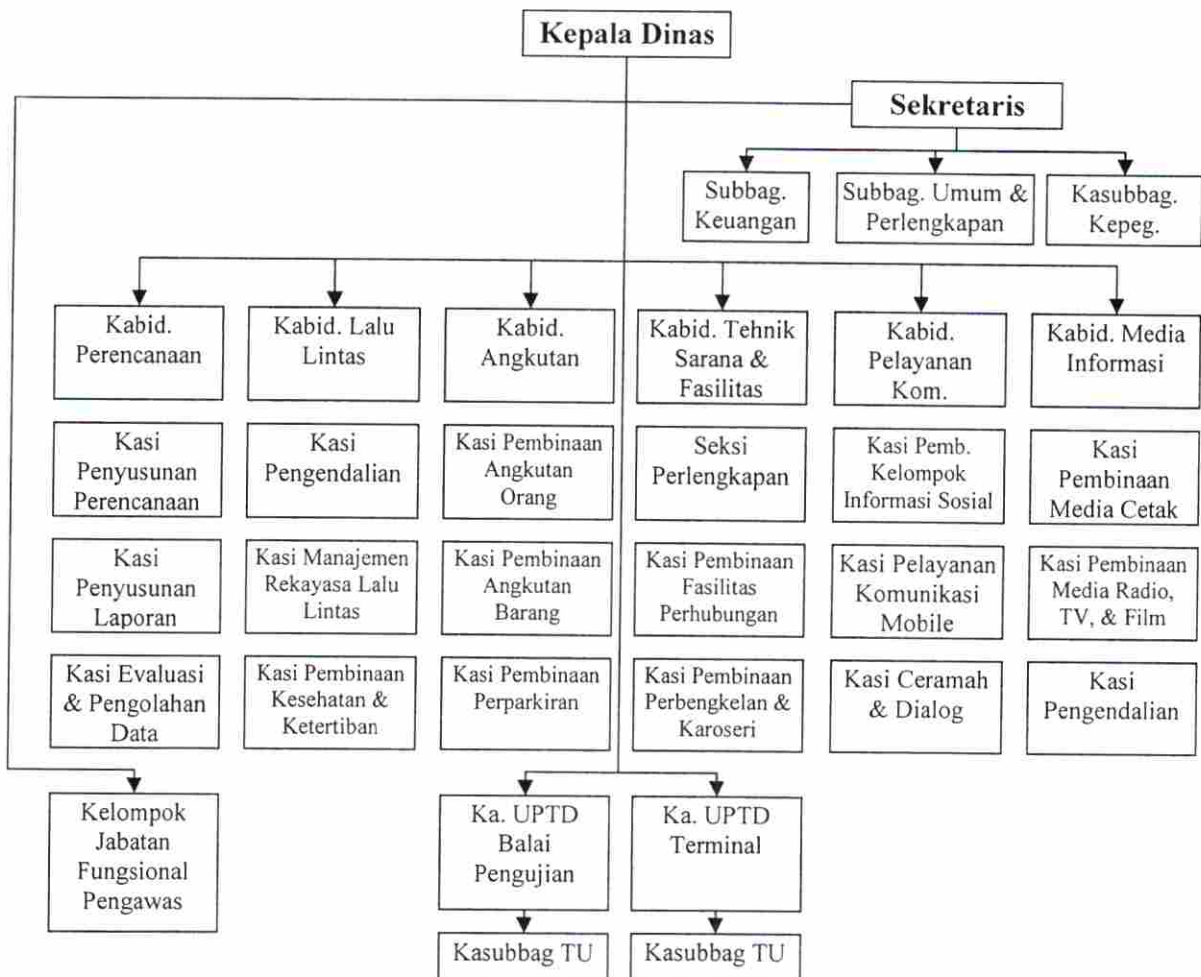 Kepala Dinas
Sekretaris
Subbag.
Keuangan
Subbag. Umum &
Perlengkapan
Kasubbag.
Kepeg.
Kabid.
Perencanaan
Kabid. Lalu
Lintas
Kabid.
Angkutan
Kabid. Tehnik
Sarana &
Fasilitas
Kabid.
Pelayanan
Kom.
Kabid. Media
Informasi
Kasi
Penyusunan
Perencanaan
Kasi
Pengendalian
Kasi Pembinaan
Angkutan
Orang
Seksi
Perlengkapan
Kasi Pemb.
Kelompok
Informasi Sosial
Kasi
Pembinaan
Media Cetak
Kasi
Penyusunan
Laporan
Kasi Manajemen
Rekayasa Lalu
Lintas
Kasi Pembinaan
Angkutan
Barang
Kasi Pembinaan
Fasilitas
Perhubungan
Kasi Pelayanan
Komunikasi
Mobile
Kasi Pembinaan
Media Radio,
TV, & Film
Kasi Evaluasi
& Pengolahan
Data
Kasi Pembinaan
Kesehatan &
Ketertiban
Kasi Pembinaan
Perparkiran
Kasi Pembinaan
Perbengkelan &
Karoseri
Kasi Ceramah
& Dialog
Kasi
Pengendalian
Kelompok
Jabatan
Fungsional
Pengawas
Ka. UPTD
Balai
Pengujian
Ka. UPTD
Terminal
Kasubbag TU
Kasubbag TU